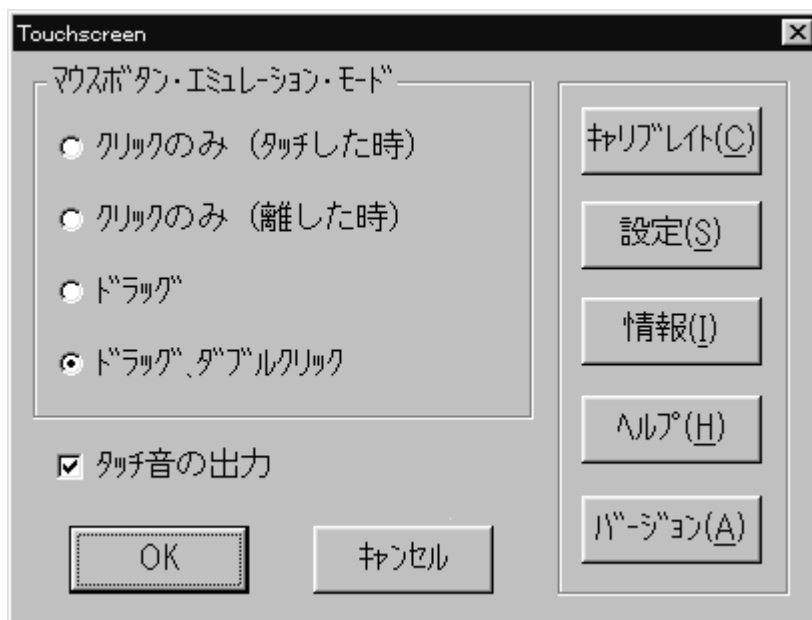 Touchscreen
マウスボタン・エミュレーション・モード
クリックのみ (タッチした時)
クリックのみ (離した時)
ドラッグ
ドラッグ、ダブルクリック
タッチ音の出力
OK
キャンセル
キャリブレイト(C)
設定(S)
情報(I)
ヘルプ(H)
バージョン(A)